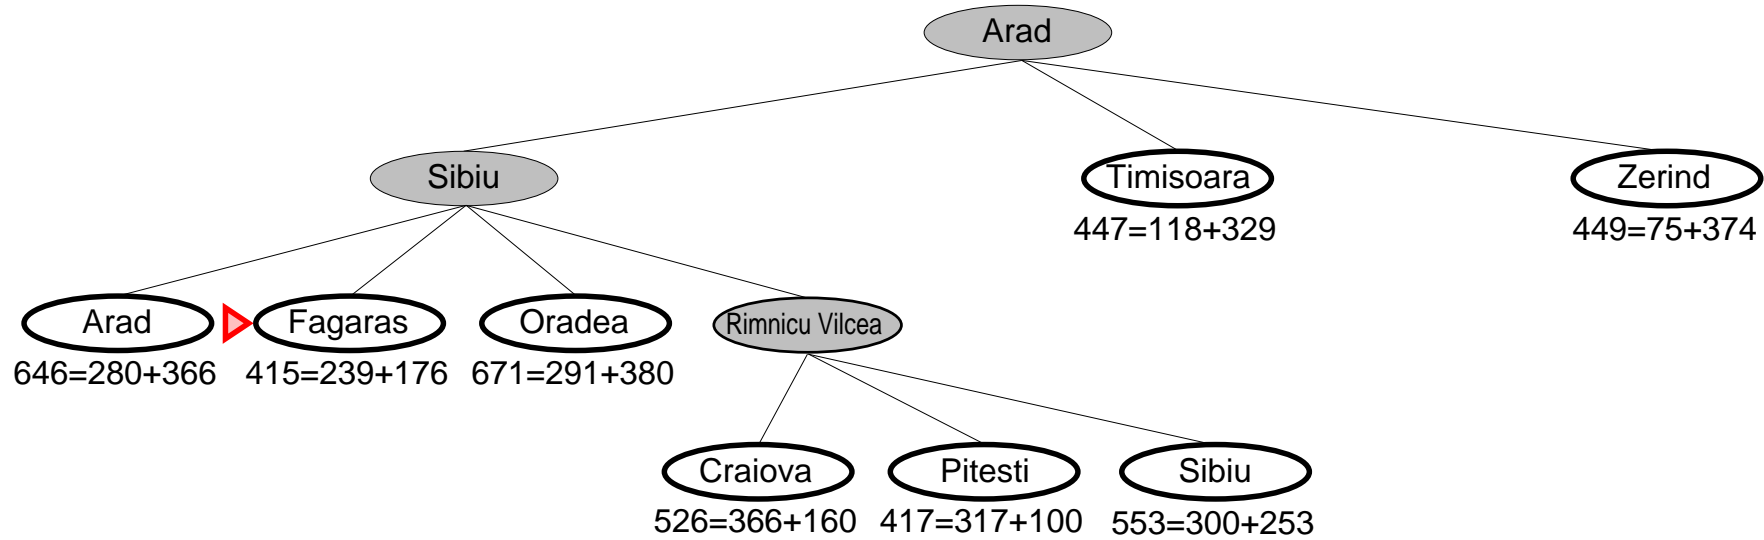 Arad
Sibiu
Timisoara
Zerind
447=118+329
449=75+374
Arad
Fagaras
Oradea
Rimnicu Vilcea
646=280+366
415=239+176
671=291+380
Craiova
Pitesti
Sibiu
526=366+160
417=317+100
553=300+253